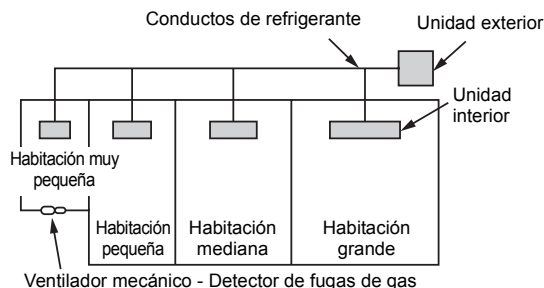 Conductos de refrigerante
Unidad exterior
Unidad
interior
Habitación muy
pequeña
Habitación
pequeña
Habitación
mediana
Habitación
grande
Ventilador mecánico - Detector de fugas de gas